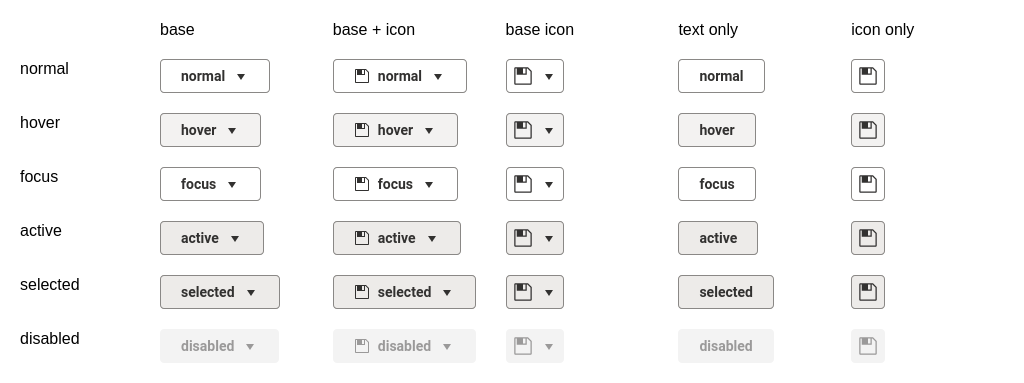 base base + icon base icon text only icon only
normal normal normal normal
hover hover hover hover
focus focus focus focus
active active active active
selected selected selected selected
disabled disabled disabled disabled